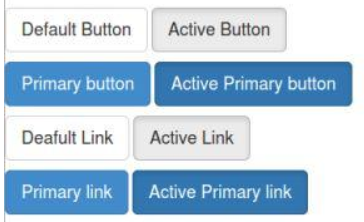 Default Button Active Button
Primary button Active Primary button
Deafult Link Active Link
Primary link Active Primary link